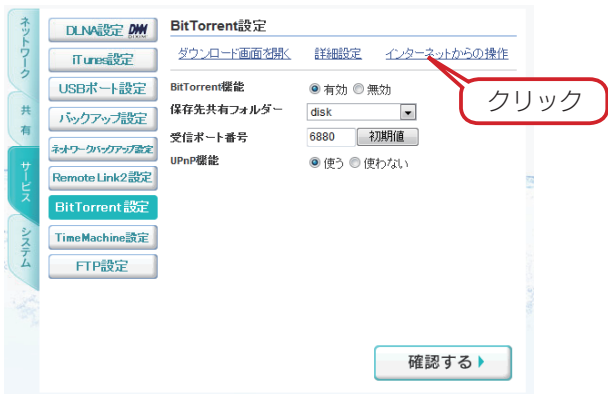 ネットワーク
共有
サービス
システム
DLNA設定 DiXiM
iTunes設定
USBポート設定
バックアップ設定
ネットワークバックアップ設定
Remote Link2設定
BitTorrent設定
TimeMachine設定
FTP設定
BitTorrent設定
ダウンロード画面を開く 詳細設定 インターネットからの操作
クリック
BitTorrent機能 有効 無効
保存先共有フォルダー disk
受信ポート番号 6880 初期値
UPnP機能 使う 使わない
確認する